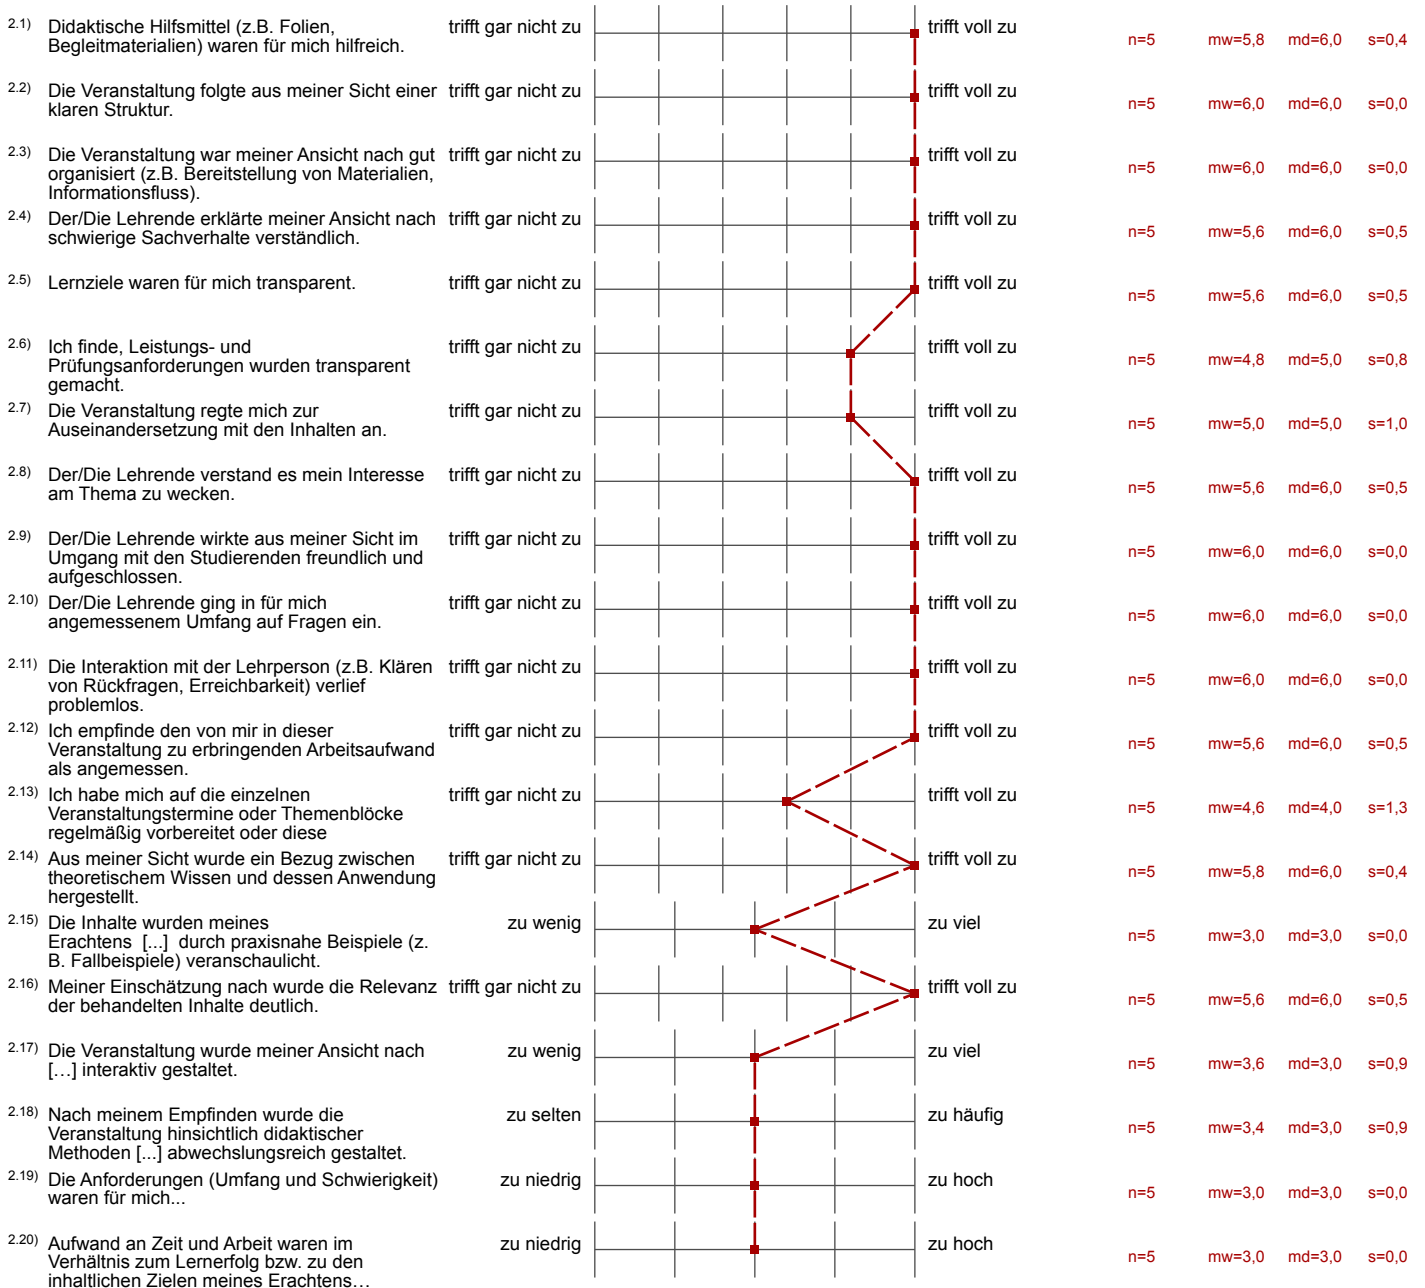 2.1) Didaktische Hilfsmittel (z.B. Folien, trifft gar nicht zu trifft voll zu n=5 mw=5,8 md=6,0 s=0,4
Begleitmaterialien) waren für mich hilfreich.
2.2) Die Veranstaltung folgte aus meiner Sicht einer trifft gar nicht zu trifft voll zu n=5 mw=6,0 md=6,0 s=0,0
klaren Struktur.
2.3) Die Veranstaltung war meiner Ansicht nach gut trifft gar nicht zu trifft voll zu n=5 mw=6,0 md=6,0 s=0,0
organisiert (z.B. Bereitstellung von Materialien,
Informationsfluss).
2.4) Der/Die Lehrende erklärte meiner Ansicht nach trifft gar nicht zu trifft voll zu n=5 mw=5,6 md=6,0 s=0,5
schwierige Sachverhalte verständlich.
2.5) Lernziele waren für mich transparent. trifft gar nicht zu trifft voll zu n=5 mw=5,6 md=6,0 s=0,5
2.6) Ich finde, Leistungs- und trifft gar nicht zu trifft voll zu n=5 mw=4,8 md=5,0 s=0,8
Prüfungsanforderungen wurden transparent
gemacht.
2.7) Die Veranstaltung regte mich zur trifft gar nicht zu trifft voll zu n=5 mw=5,0 md=5,0 s=1,0
Auseinandersetzung mit den Inhalten an.
2.8) Der/Die Lehrende verstand es mein Interesse trifft gar nicht zu trifft voll zu n=5 mw=5,6 md=6,0 s=0,5
am Thema zu wecken.
2.9) Der/Die Lehrende wirkte aus meiner Sicht im trifft gar nicht zu trifft voll zu n=5 mw=6,0 md=6,0 s=0,0
Umgang mit den Studierenden freundlich und
aufgeschlossen.
2.10) Der/Die Lehrende ging in für mich trifft gar nicht zu trifft voll zu n=5 mw=6,0 md=6,0 s=0,0
angemessenem Umfang auf Fragen ein.
2.11) Die Interaktion mit der Lehrperson (z.B. Klären trifft gar nicht zu trifft voll zu n=5 mw=6,0 md=6,0 s=0,0
von Rückfragen, Erreichbarkeit) verlief
problemlos.
2.12) Ich empfinde den von mir in dieser trifft gar nicht zu trifft voll zu n=5 mw=5,6 md=6,0 s=0,5
Veranstaltung zu erbringenden Arbeitsaufwand
als angemessen.
2.13) Ich habe mich auf die einzelnen trifft gar nicht zu trifft voll zu n=5 mw=4,6 md=4,0 s=1,3
Veranstaltungstermine oder Themenblöcke
regelmäßig vorbereitet oder diese
2.14) Aus meiner Sicht wurde ein Bezug zwischen trifft gar nicht zu trifft voll zu n=5 mw=5,8 md=6,0 s=0,4
theoretischem Wissen und dessen Anwendung
hergestellt.
2.15) Die Inhalte wurden meines zu wenig zu viel n=5 mw=3,0 md=3,0 s=0,0
Erachtens [...] durch praxisnahe Beispiele (z.
B. Fallbeispiele) veranschaulicht.
2.16) Meiner Einschätzung nach wurde die Relevanz trifft gar nicht zu trifft voll zu n=5 mw=5,6 md=6,0 s=0,5
der behandelten Inhalte deutlich.
2.17) Die Veranstaltung wurde meiner Ansicht nach zu wenig zu viel n=5 mw=3,6 md=3,0 s=0,9
[…] interaktiv gestaltet.
2.18) Nach meinem Empfinden wurde die zu selten zu häufig n=5 mw=3,4 md=3,0 s=0,9
Veranstaltung hinsichtlich didaktischer
Methoden [...] abwechslungsreich gestaltet.
2.19) Die Anforderungen (Umfang und Schwierigkeit) zu niedrig zu hoch n=5 mw=3,0 md=3,0 s=0,0
waren für mich...
2.20) Aufwand an Zeit und Arbeit waren im zu niedrig zu hoch n=5 mw=3,0 md=3,0 s=0,0
Verhältnis zum Lernerfolg bzw. zu den
inhaltlichen Zielen meines Erachtens…